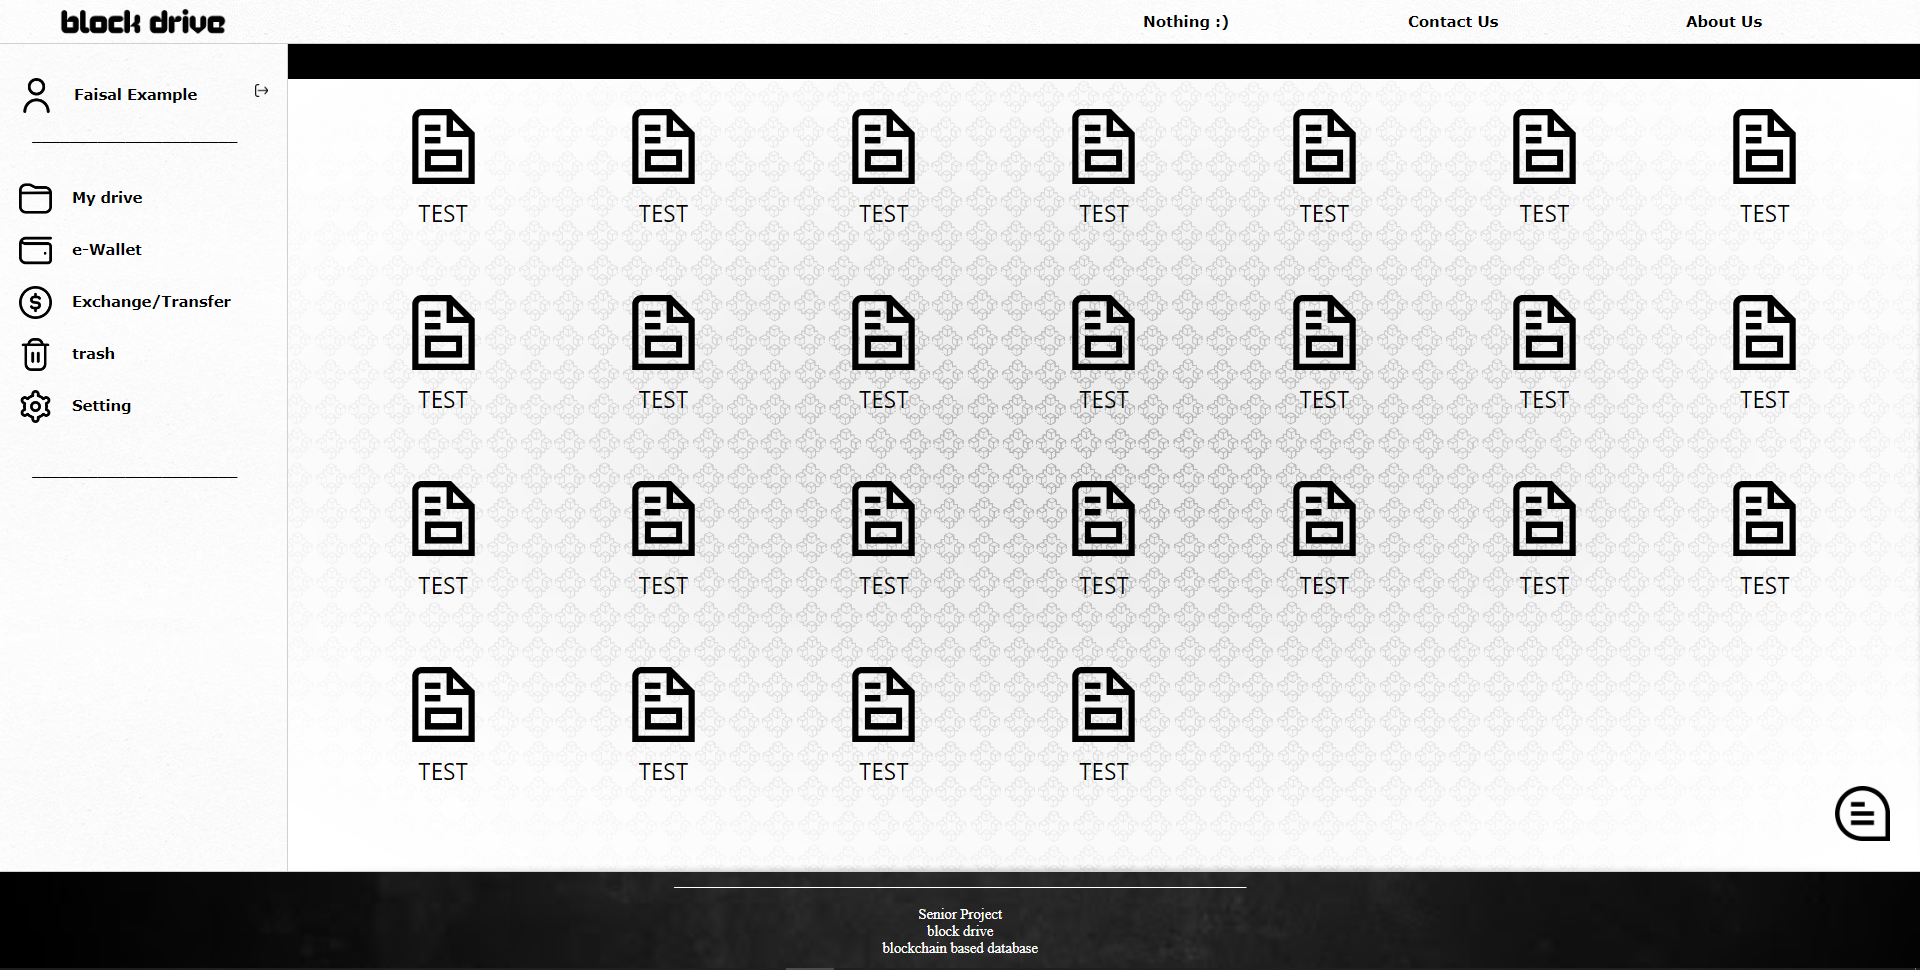 block drive
Nothing :)
Contact Us
About Us
Faisal Example
My drive
e-Wallet
Exchange/Transfer
trash
Setting
TEST TEST TEST TEST TEST TEST TEST
TEST TEST TEST TEST TEST TEST TEST
TEST TEST TEST TEST TEST TEST TEST
TEST TEST TEST TEST
Senior Project
block drive
blockchain based database